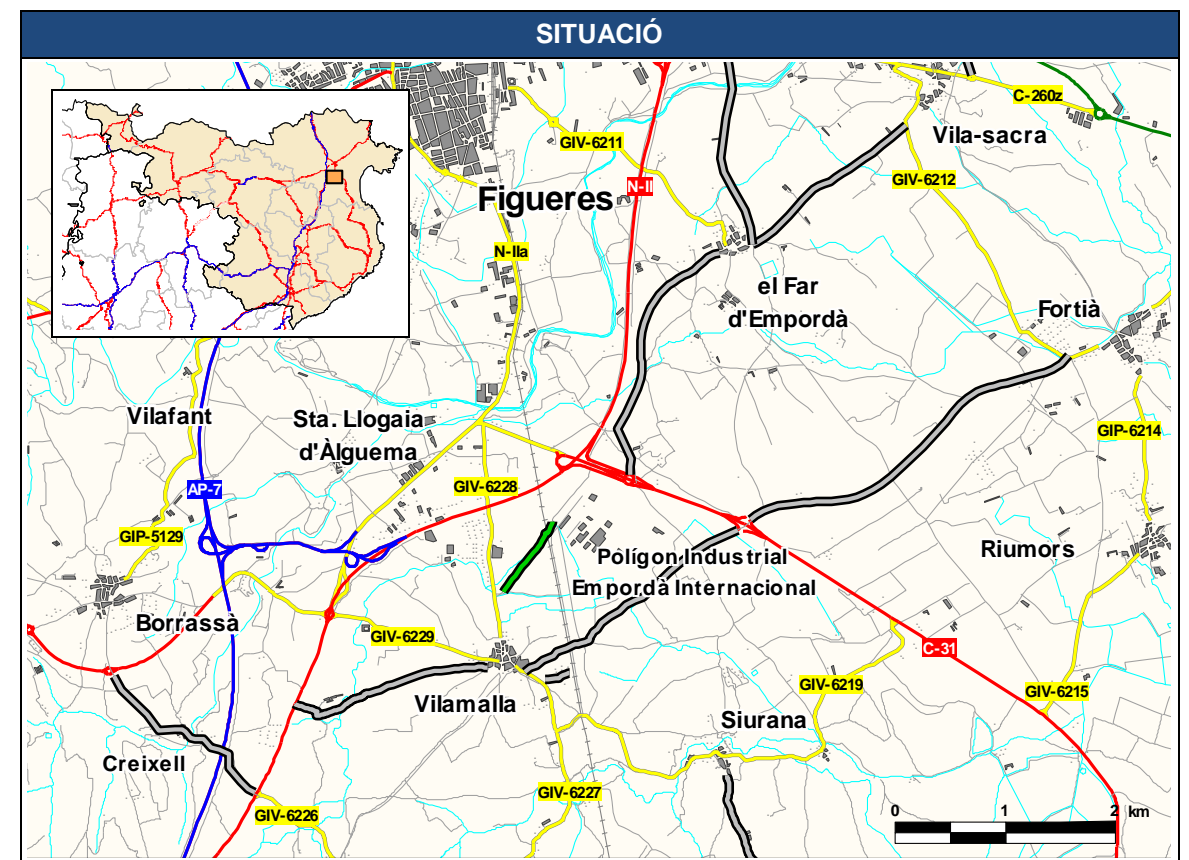 SITUACIÓ
C-260z
Vila-sacra
GIV-6211
GIV-6212
N-II
Figueres
N-IIa
el Far
d'Empordà
Fortià
Vilafant
Sta. Llogaia
d'Àlguema
GIP-6214
GIV-6228
AP-7
GIP-5129
Riumors
Polígon Industrial
Empordà Internacional
Borrassà
GIV-6229
C-31
GIV-6219
GIV-6215
Vilamalla
Siurana
Creixell
GIV-6227
GIV-6226
0 1 2 km